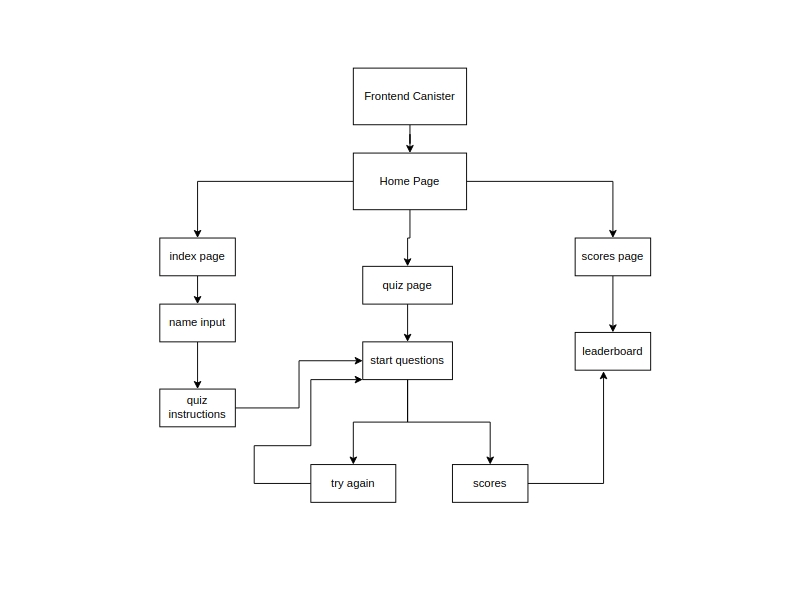 Frontend Canister
Home Page
index page
scores page
quiz page
name input
start questions
leaderboard
quiz
instructions
try again
scores